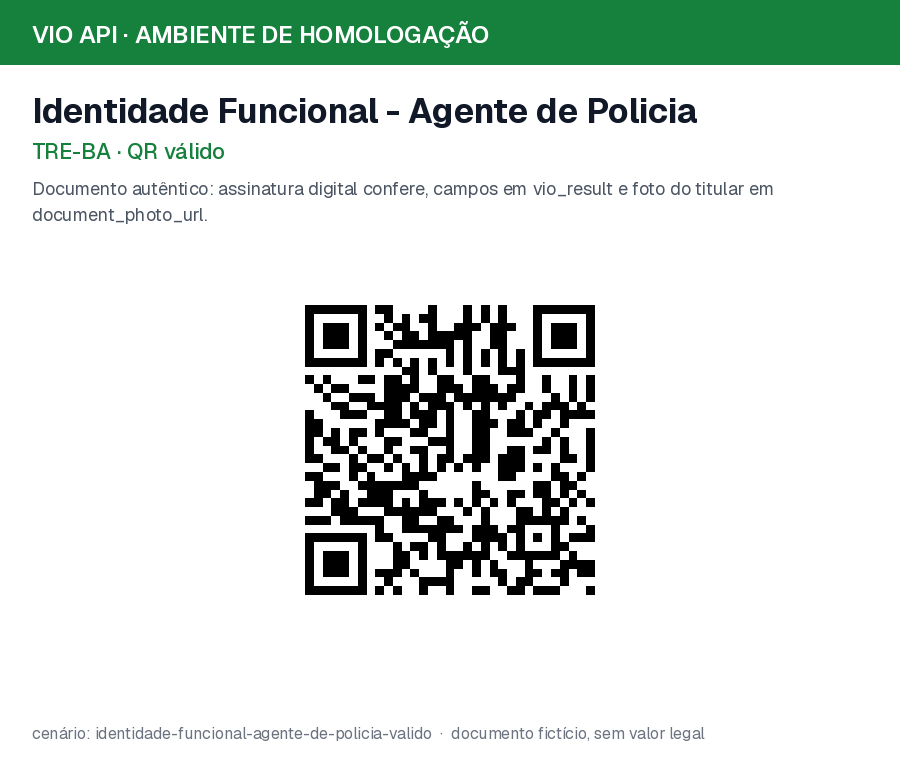 VIO API · AMBIENTE DE HOMOLOGAÇÃO
Identidade Funcional - Agente de Policia
TRE-BA · QR válido
Documento autêntico: assinatura digital confere, campos em vio_result e foto do titular em
document_photo_url.
cenário: identidade-funcional-agente-de-policia-valido · documento fictício, sem valor legal